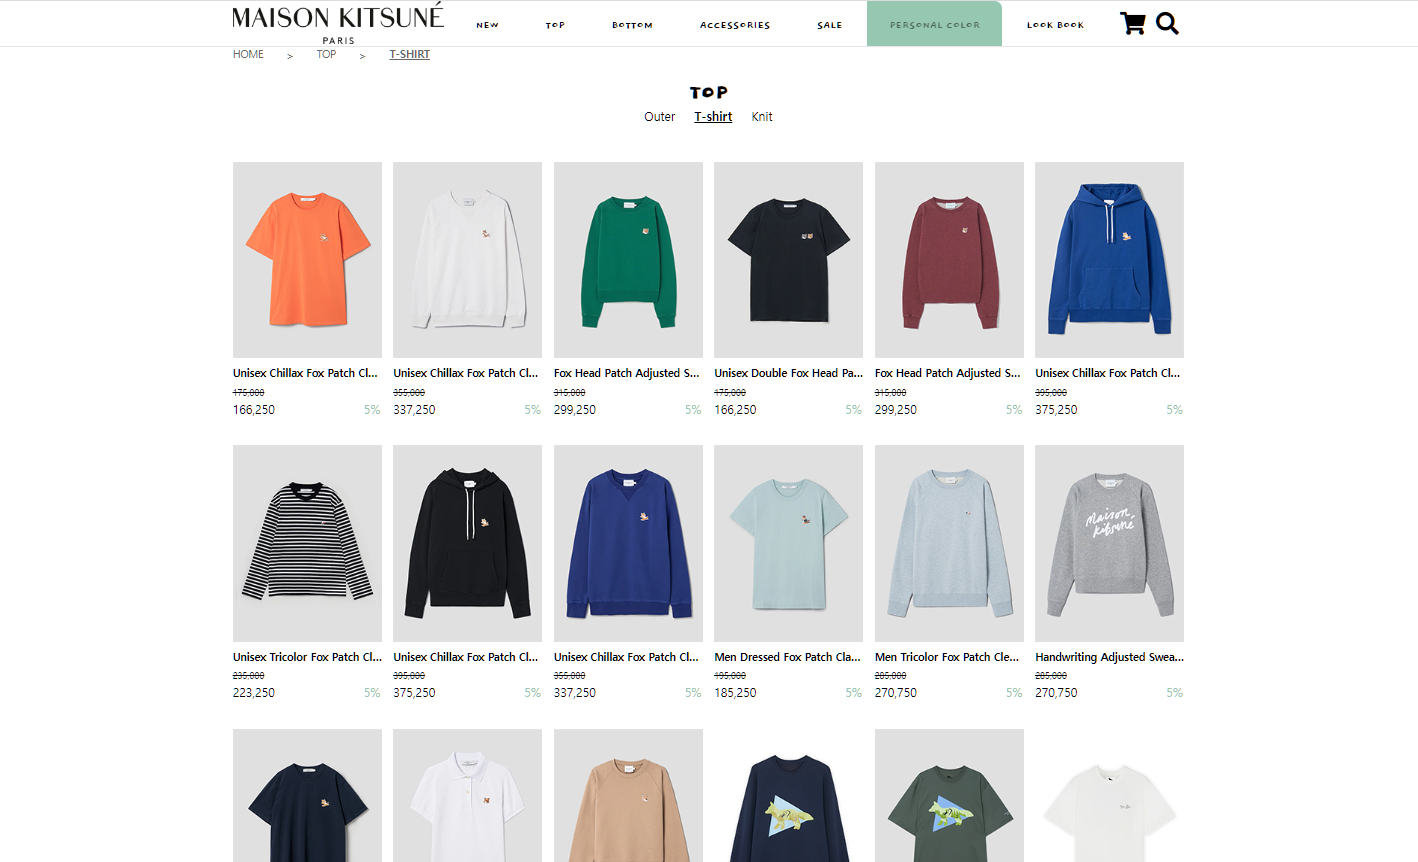 MAISON KITSUNÉ
PARIS
NEW TOP BOTTOM ACCESSORIES SALE PERSONAL COLOR LOOK BOOK
HOME > TOP > T-SHIRT
TOP
Outer T-shirt Knit
Unisex Chillax Fox Patch Cl... Unisex Chillax Fox Patch Cl... Fox Head Patch Adjusted S... Unisex Double Fox Head Pa... Fox Head Patch Adjusted S... Unisex Chillax Fox Patch Cl...
175,000 355,000 315,000 175,000 315,000 395,000
166,250 5% 337,250 5% 299,250 5% 166,250 5% 299,250 5% 375,250 5%
Maison
kitsuné
Unisex Tricolor Fox Patch Cl... Unisex Chillax Fox Patch Cl... Unisex Chillax Fox Patch Cl... Men Dressed Fox Patch Cla... Men Tricolor Fox Patch Cle... Handwriting Adjusted Swea...
235,000 395,000 355,000 195,000 285,000 285,000
223,250 5% 375,250 5% 337,250 5% 185,250 5% 270,750 5% 270,750 5%